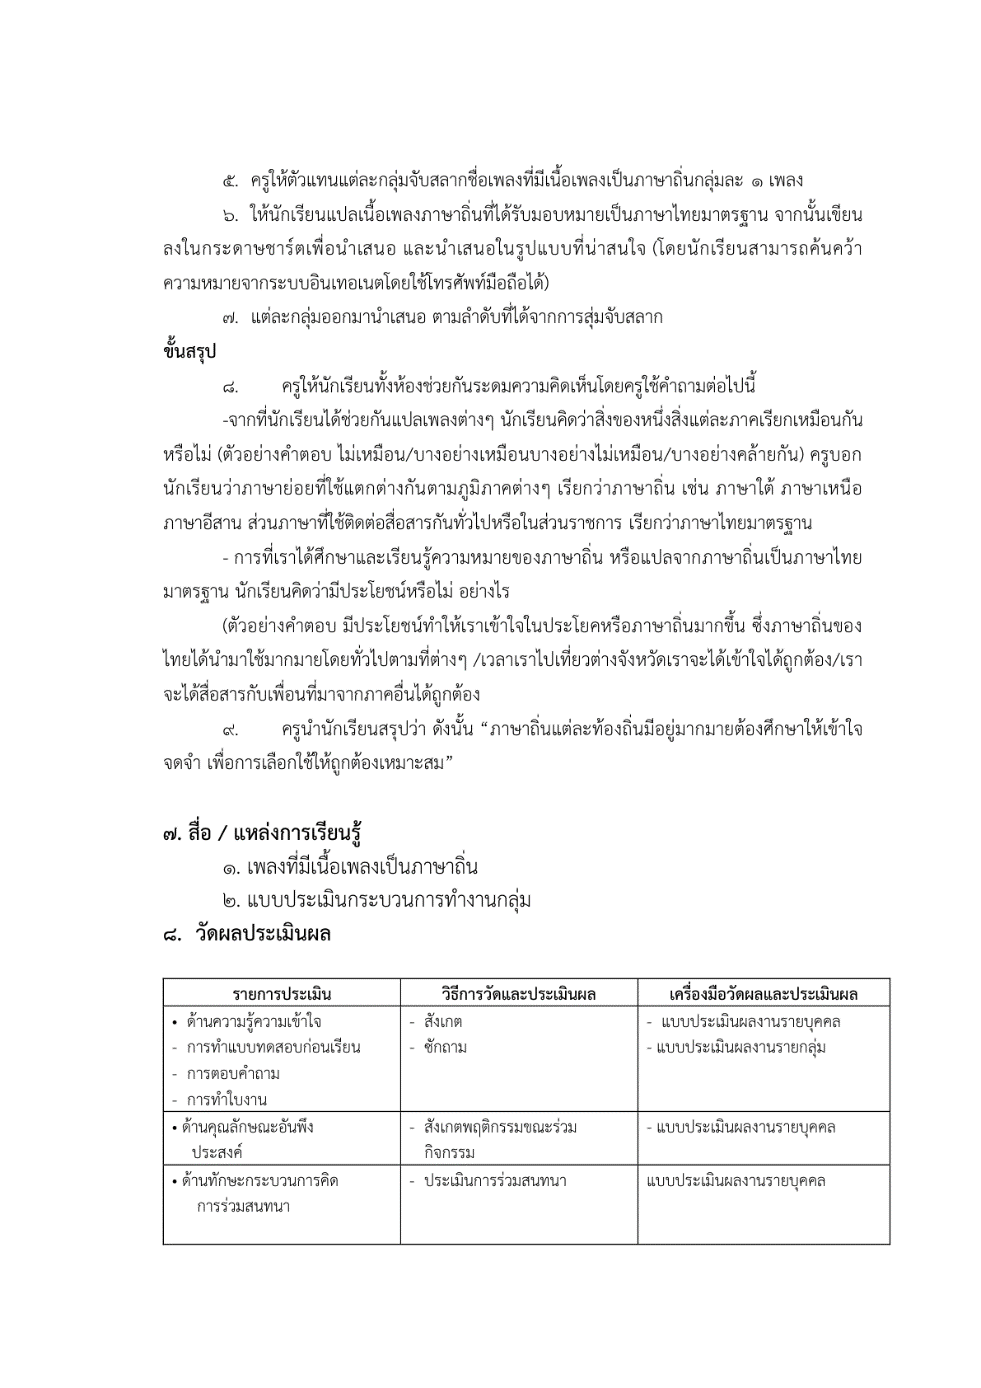 ๕. ครูให้ตัวแทนแต่ละกลุ่มจับสลากชื่อเพลงที่มีเนื้อเพลงเป็นภาษาถิ่นกลุ่มละ ๑ เพลง
๖. ให้นักเรียนแปลเนื้อเพลงภาษาถิ่นที่ได้รับมอบหมายเป็นภาษาไทยมาตรฐาน จากนั้นเขียน
ลงในกระดาษชาร์ตเพื่อนำเสนอ และนำเสนอในรูปแบบที่น่าสนใจ (โดยนักเรียนสามารถค้นคว้า
ความหมายจากระบบอินเทอเนตโดยใช้โทรศัพท์มือถือได้)
๗. แต่ละกลุ่มออกมานำเสนอ ตามลำดับที่ได้จากการสุ่มจับสลาก
ขั้นสรุป
๘. ครูให้นักเรียนทั้งห้องช่วยกันระดมความคิดเห็นโดยครูใช้คำถามต่อไปนี้
-จากที่นักเรียนได้ช่วยกันแปลเพลงต่างๆ นักเรียนคิดว่าสิ่งของหนึ่งสิ่งแต่ละภาคเรียกเหมือนกัน
หรือไม่ (ตัวอย่างคำตอบ ไม่เหมือน/บางอย่างเหมือนบางอย่างไม่เหมือน/บางอย่างคล้ายกัน) ครูบอก
นักเรียนว่าภาษาย่อยที่ใช้แตกต่างกันตามภูมิภาคต่างๆ เรียกว่าภาษาถิ่น เช่น ภาษาใต้ ภาษาเหนือ
ภาษาอีสาน ส่วนภาษาที่ใช้ติดต่อสื่อสารกันทั่วไปหรือในส่วนราชการ เรียกว่าภาษาไทยมาตรฐาน
- การที่เราได้ศึกษาและเรียนรู้ความหมายของภาษาถิ่น หรือแปลจากภาษาถิ่นเป็นภาษาไทย
มาตรฐาน นักเรียนคิดว่ามีประโยชน์หรือไม่ อย่างไร
(ตัวอย่างคำตอบ มีประโยชน์ทำให้เราเข้าใจในประโยคหรือภาษาถิ่นมากขึ้น ซึ่งภาษาถิ่นของ
ไทยได้นำมาใช้มากมายโดยทั่วไปตามที่ต่างๆ /เวลาเราไปเที่ยวต่างจังหวัดเราจะได้เข้าใจได้ถูกต้อง/เรา
จะได้สื่อสารกับเพื่อนที่มาจากภาคอื่นได้ถูกต้อง
๙. ครูนำนักเรียนสรุปว่า ดังนั้น “ภาษาถิ่นแต่ละท้องถิ่นมีอยู่มากมายต้องศึกษาให้เข้าใจ
จดจำ เพื่อการเลือกใช้ให้ถูกต้องเหมาะสม”
๗. สื่อ / แหล่งการเรียนรู้
๑. เพลงที่มีเนื้อเพลงเป็นภาษาถิ่น
๒. แบบประเมินกระบวนการทำงานกลุ่ม
๘. วัดผลประเมินผล
รายการประเมิน วิธีการวัดและประเมินผล เครื่องมือวัดผลและประเมินผล
• ด้านความรู้ความเข้าใจ - สังเกต - แบบประเมินผลงานรายบุคคล
- การทำแบบทดสอบก่อนเรียน - ซักถาม - แบบประเมินผลงานรายกลุ่ม
- การตอบคำถาม
- การทำใบงาน
• ด้านคุณลักษณะอันพึง - สังเกตพฤติกรรมขณะร่วม - แบบประเมินผลงานรายบุคคล
ประสงค์ กิจกรรม
• ด้านทักษะกระบวนการคิด - ประเมินการร่วมสนทนา แบบประเมินผลงานรายบุคคล
การร่วมสนทนา